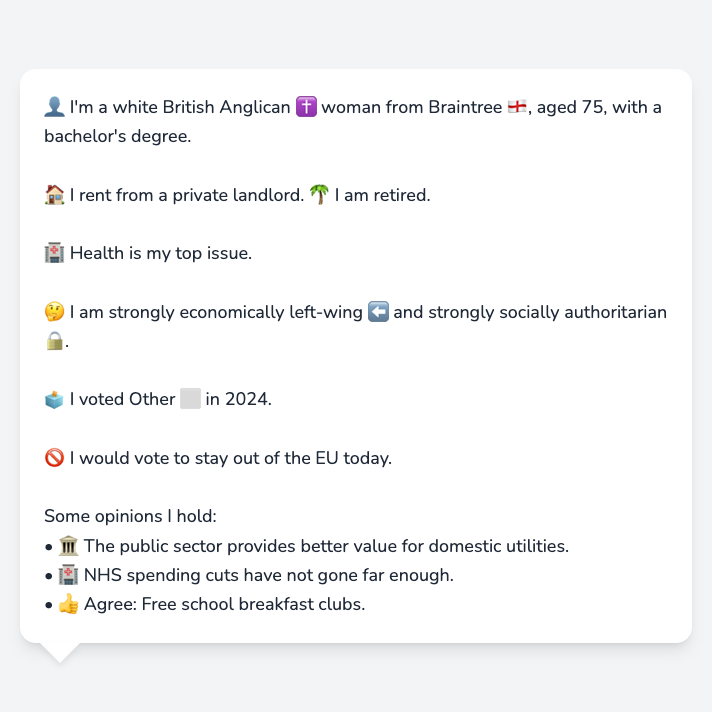 👤 I'm a white British Anglican ✝️ woman from Braintree 🏴󠁧󠁢󠁥󠁮󠁧󠁿, aged 75, with a
bachelor's degree.
🏠 I rent from a private landlord. 🌴 I am retired.
🏥 Health is my top issue.
🤔 I am strongly economically left-wing ⬅️ and strongly socially authoritarian
🔒.
🗳️ I voted Other ⬜ in 2024.
🚫 I would vote to stay out of the EU today.
Some opinions I hold:
• 🏛️ The public sector provides better value for domestic utilities.
• 🏥 NHS spending cuts have not gone far enough.
• 👍 Agree: Free school breakfast clubs.